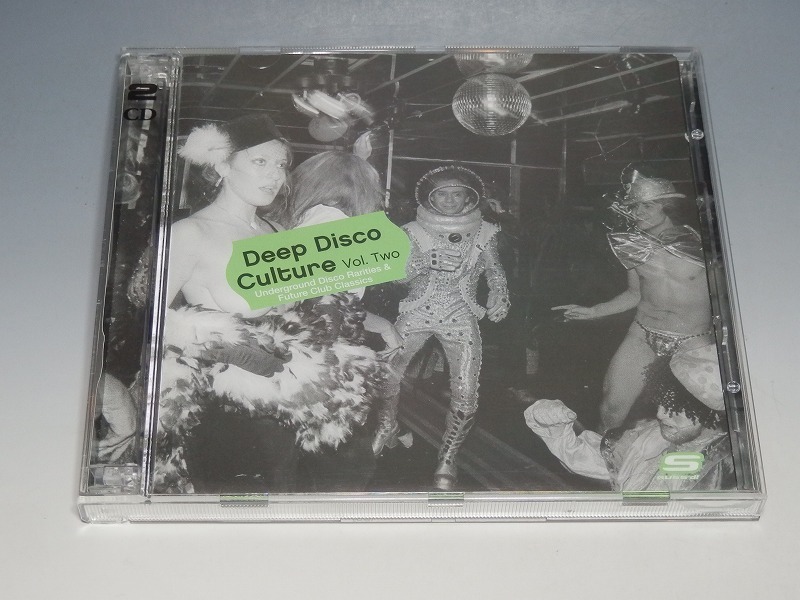 2
CD
Deep Disco
Culture Vol. Two
Underground Disco Rarities &
Future Club Classics
S